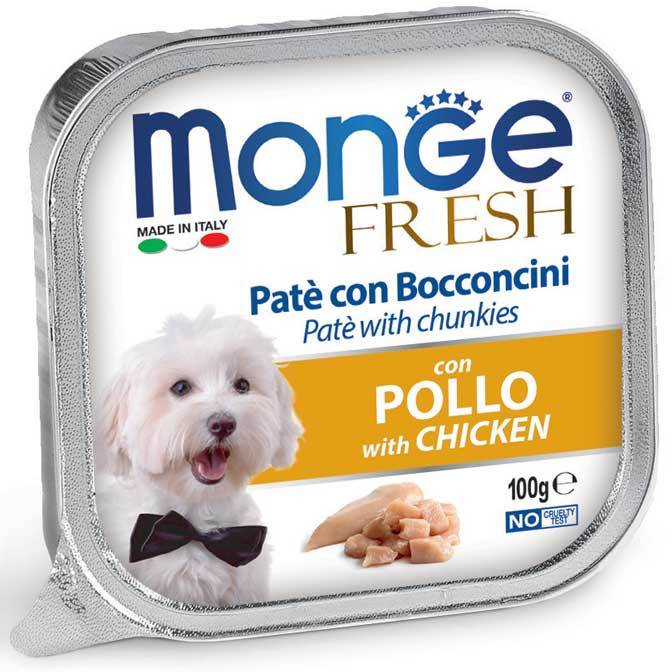 MONGE®
FRESH
MADE IN ITALY
Patè con Bocconcini
Patè with chunkies
con
POLLO
with CHICKEN
100g ℮
NO CRUELTY
TEST